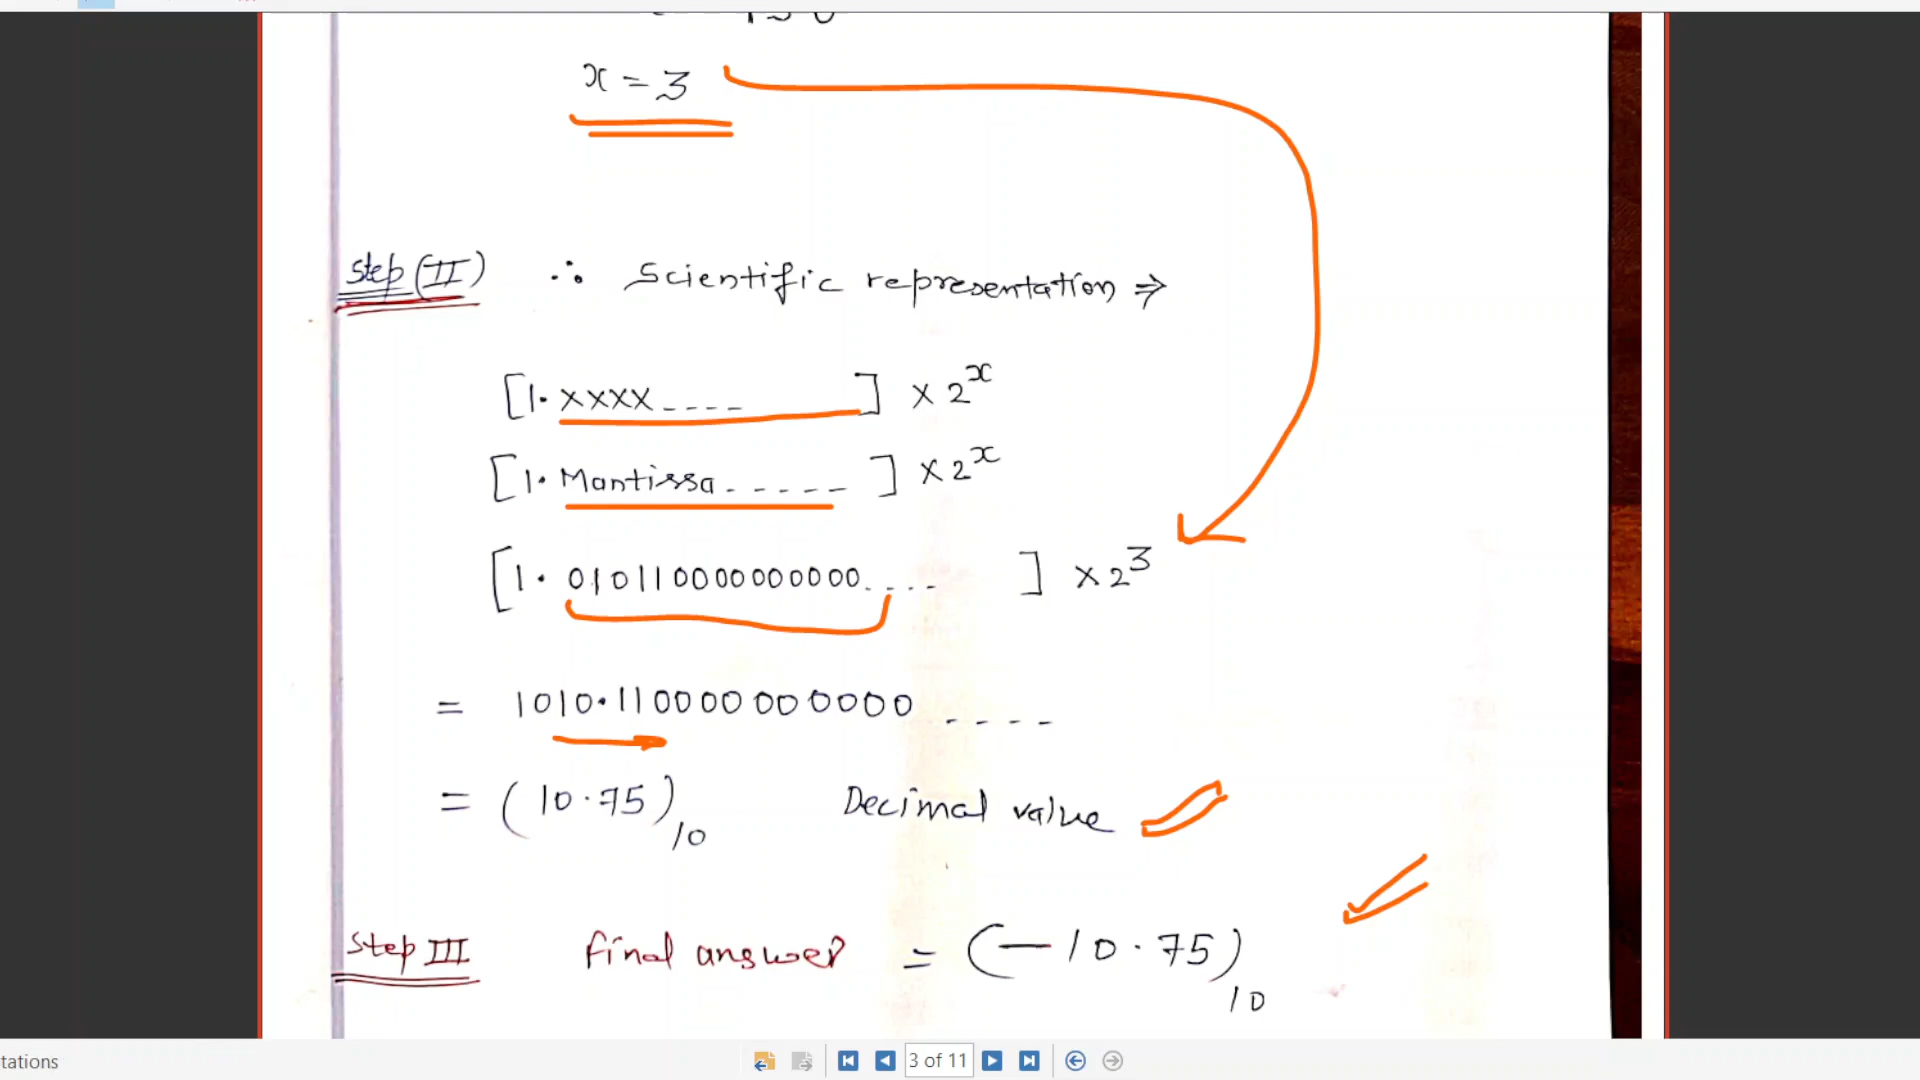 x = 3
Step (II) ∴ Scientific representation ⇒
[1. xxxx ---- ] × 2^x
[1. Mantissa ----- ] × 2^x
[1. 0101100000000000.... ] × 2^3
= 1010.110000000000 ----
= (10.75)10 Decimal value
Step III final answer = (-10.75)10
tations
3 of 11